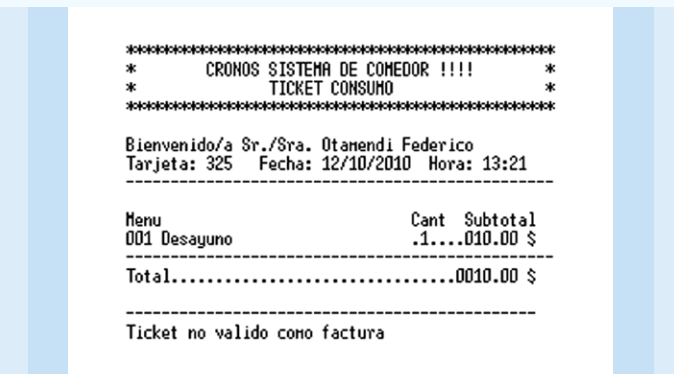 **************************************************
* CRONOS SISTEMA DE COMEDOR !!!! *
* TICKET CONSUMO *
**************************************************
Bienvenido/a Sr./Sra. Otamendi Federico
Tarjeta: 325 Fecha: 12/10/2010 Hora: 13:21
--------------------------------------------------
Menu Cant Subtotal
001 Desayuno .1....010.00 $
--------------------------------------------------
Total................................0010.00 $
------------------------------------------------
Ticket no valido como factura